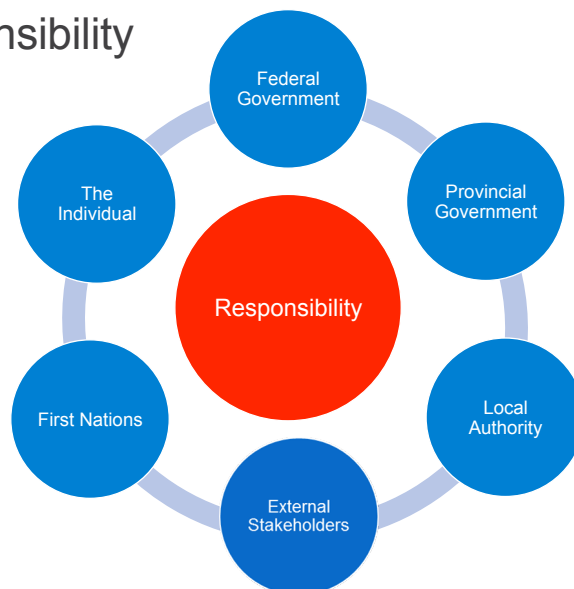 nsibility
Federal
Government
The
Individual
Provincial
Government
Responsibility
First Nations
Local
Authority
External
Stakeholders